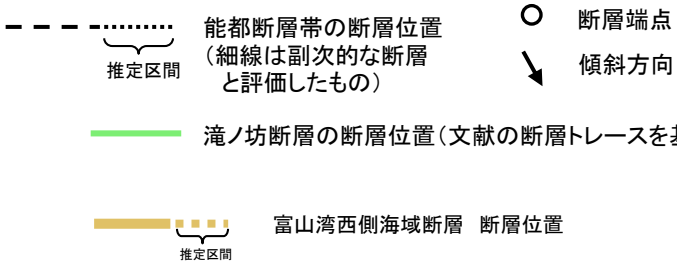 能都断層帯の断層位置
(細線は副次的な断層
と評価したもの)
推定区間
断層端点
傾斜方向
滝ノ坊断層の断層位置(文献の断層トレースを
富山湾西側海域断層 断層位置
推定区間